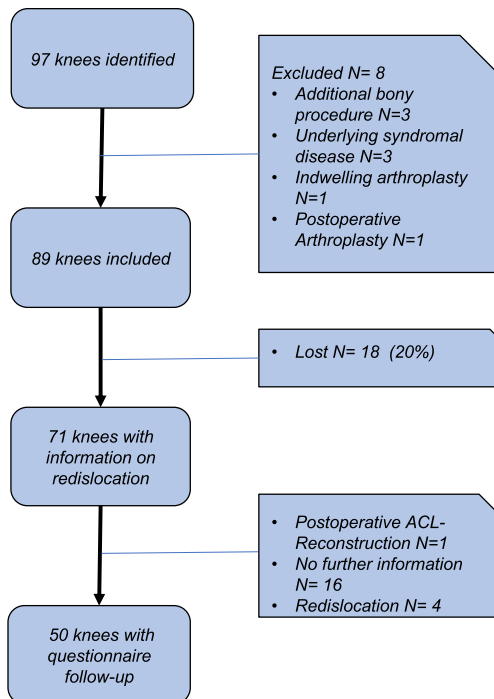 97 knees identified
Excluded N= 8
• Additional bony
procedure N=3
• Underlying syndromal
disease N=3
• Indwelling arthroplasty
N=1
• Postoperative
Arthroplasty N=1
89 knees included
• Lost N= 18 (20%)
71 knees with
information on
redislocation
• Postoperative ACL-
Reconstruction N=1
• No further information
N= 16
• Redislocation N= 4
50 knees with
questionnaire
follow-up